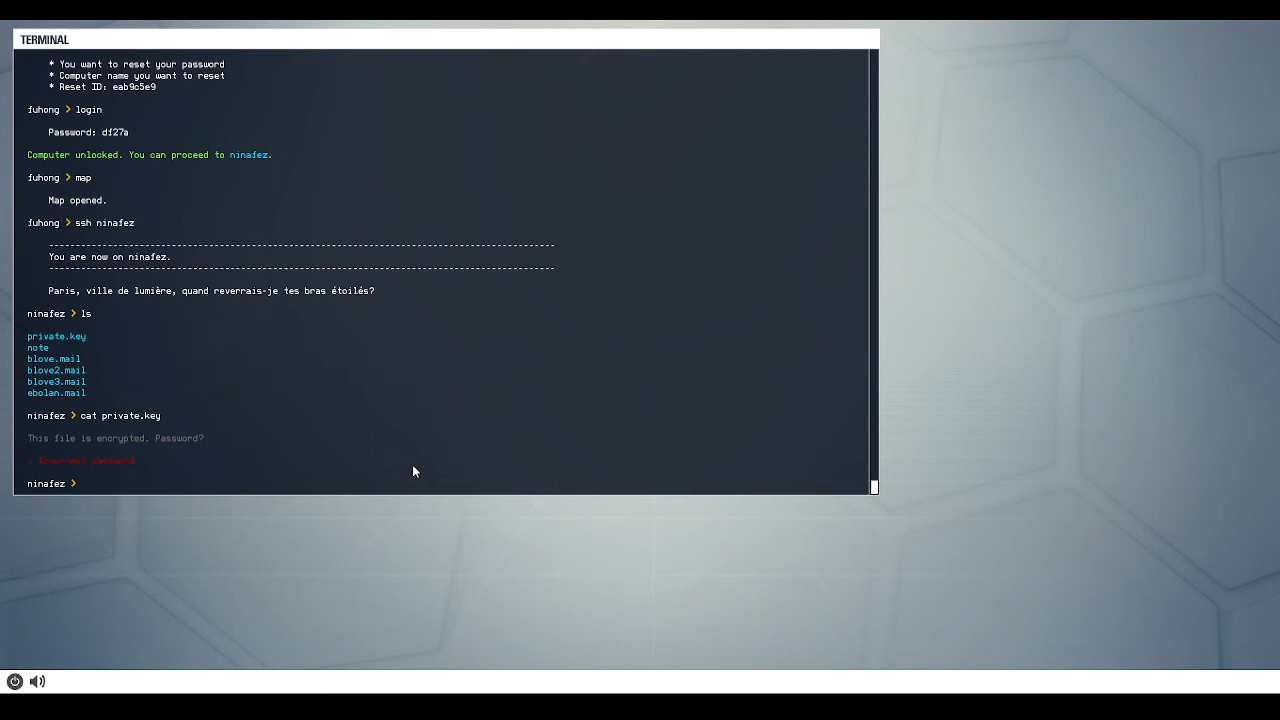 TERMINAL
* You want to reset your password
* Computer name you want to reset
* Reset ID: eab9c5e9
fuhong > login
Password: df27a
Computer unlocked. You can proceed to ninafez.
fuhong > map
Map opened.
fuhong > ssh ninafez
--------------------------------------------------------------------------------------------
You are now on ninafez.
--------------------------------------------------------------------------------------------
Paris, ville de lumière, quand reverrais-je tes bras étoilés?
ninafez > ls
private.key
note
blove.mail
blove2.mail
blove3.mail
ebolan.mail
ninafez > cat private.key
This file is encrypted. Password?
Incorrect password
ninafez >